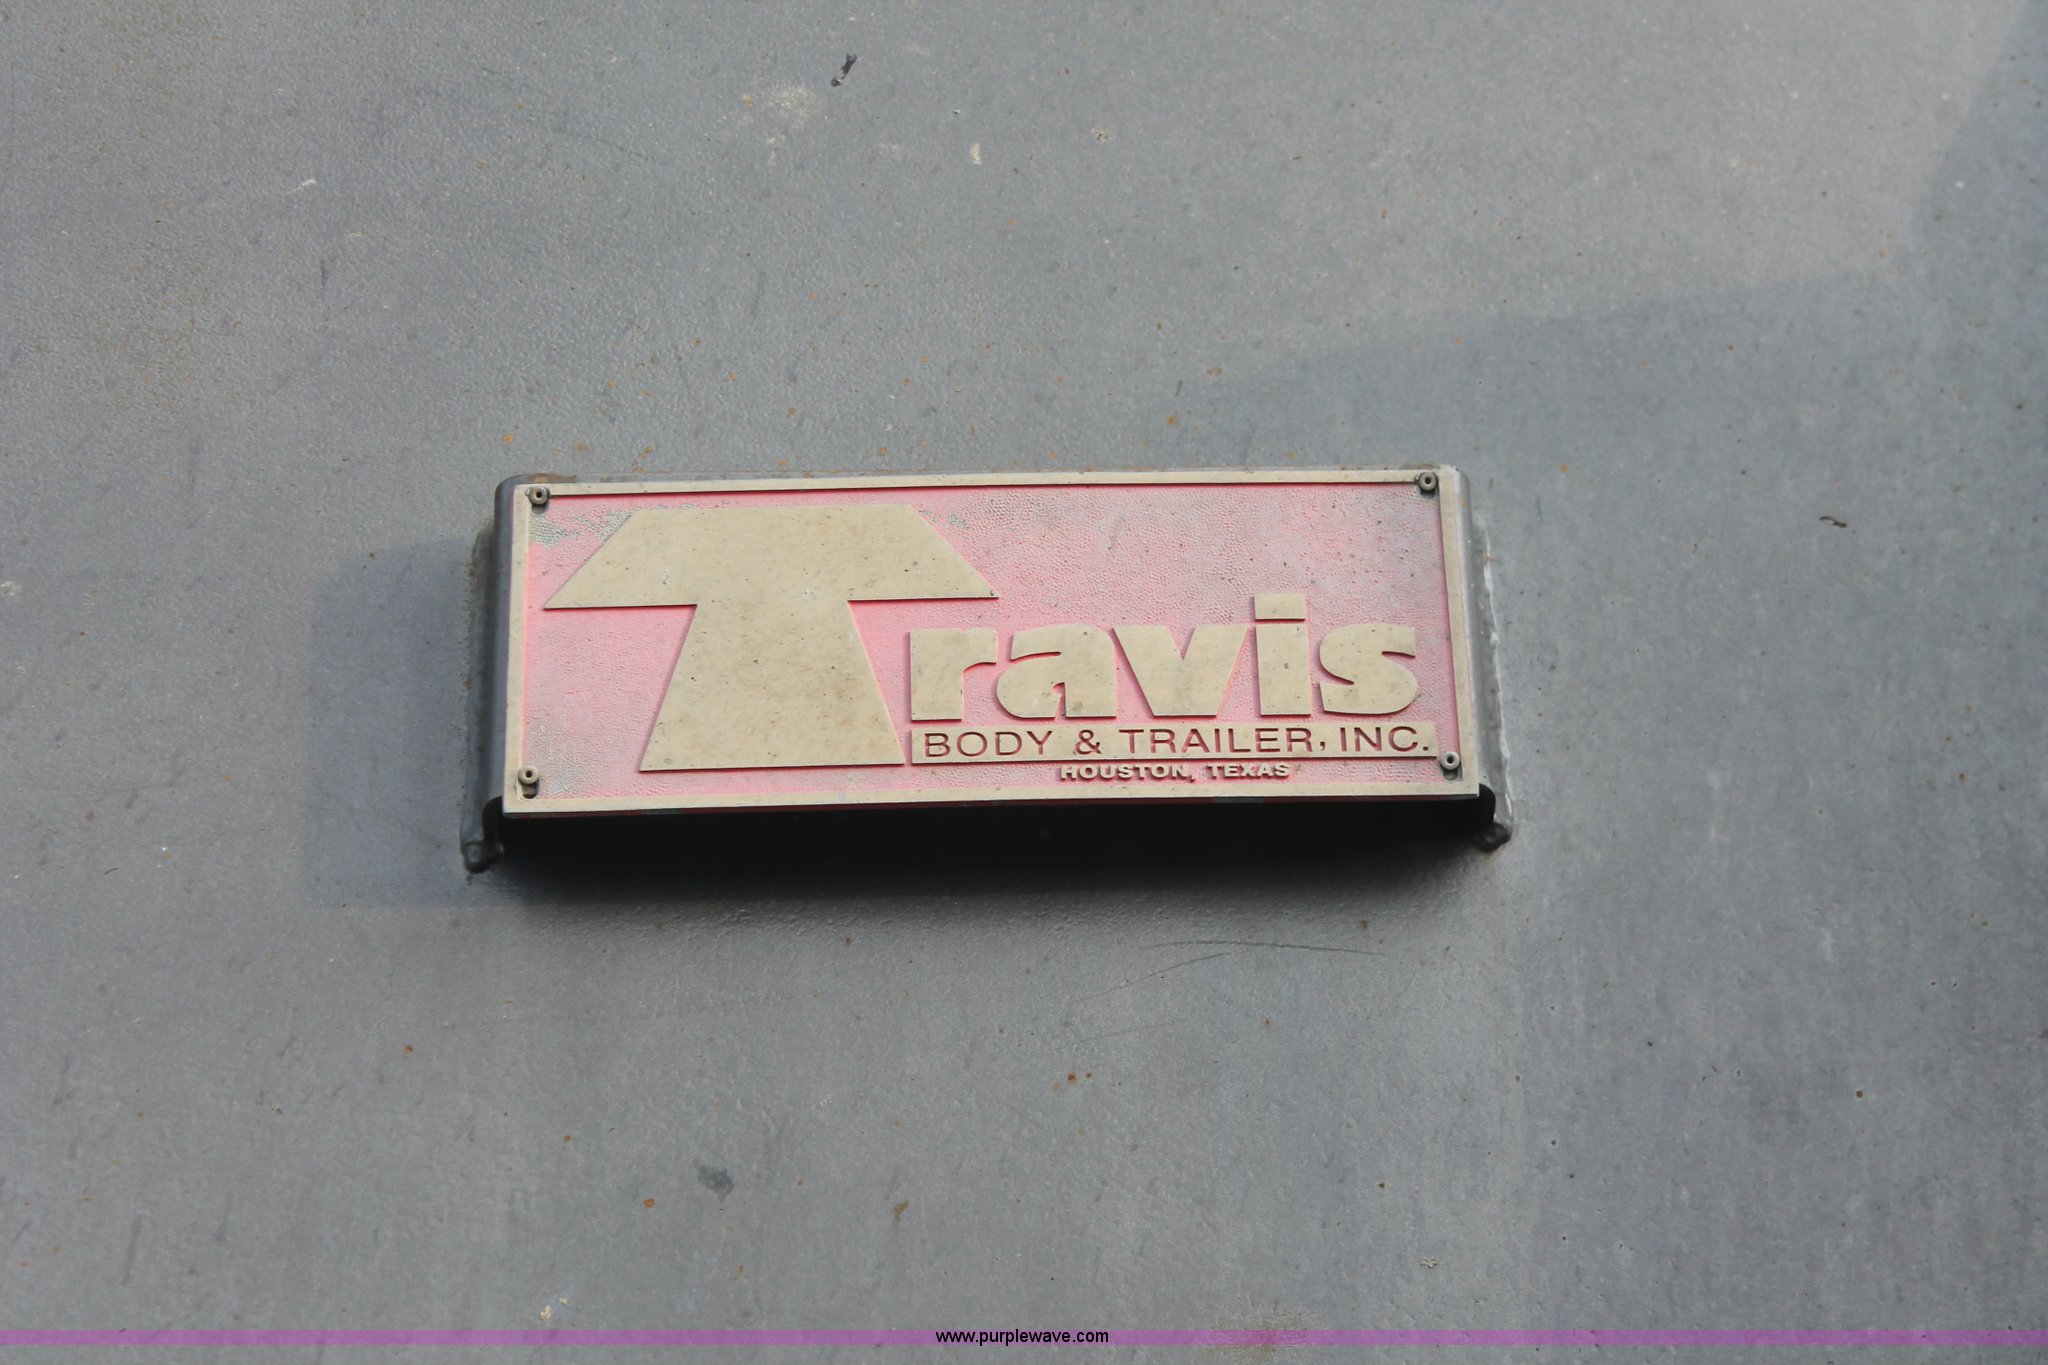 Travis
BODY & TRAILER, INC.
HOUSTON, TEXAS
www.purplewave.com